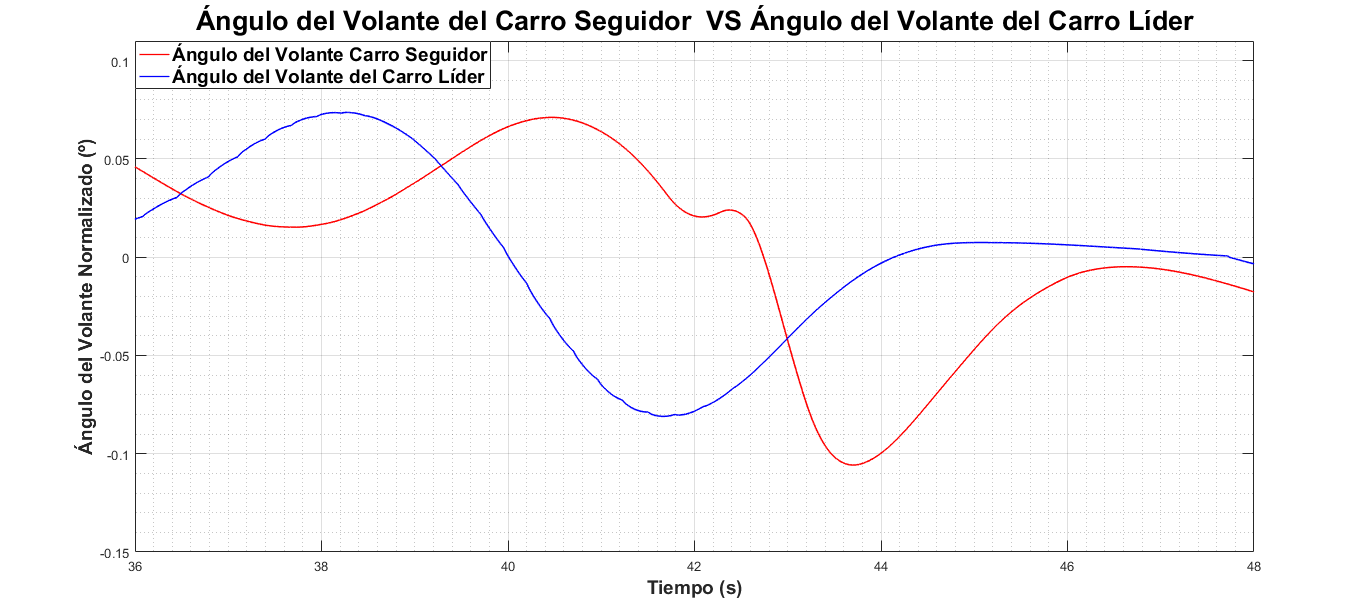 Ángulo del Volante del Carro Seguidor  VS Ángulo del Volante del Carro Líder
Ángulo del Volante Carro Seguidor
Ángulo del Volante del Carro Líder
Ángulo del Volante Normalizado (º)
0.1
0.05
0
-0.05
-0.1
-0.15
36
38
40
42
44
46
48
Tiempo (s)